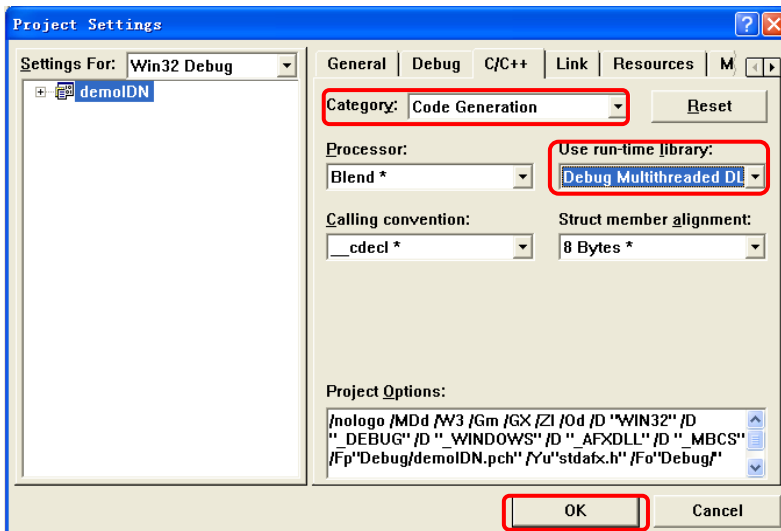 Project Settings
Settings For: Win32 Debug
demoIDN
General Debug C/C++ Link Resources M
Category: Code Generation Reset
Processor: Use run-time library:
Blend * Debug Multithreaded DL
Calling convention: Struct member alignment:
__cdecl * 8 Bytes *
Project Options:
/nologo /MDd /W3 /Gm /GX /ZI /Od /D "WIN32" /D
"_DEBUG" /D "_WINDOWS" /D "_AFXDLL" /D "_MBCS"
/Fp"Debug/demoIDN.pch" /Yu"stdafx.h" /Fo"Debug/"
OK Cancel